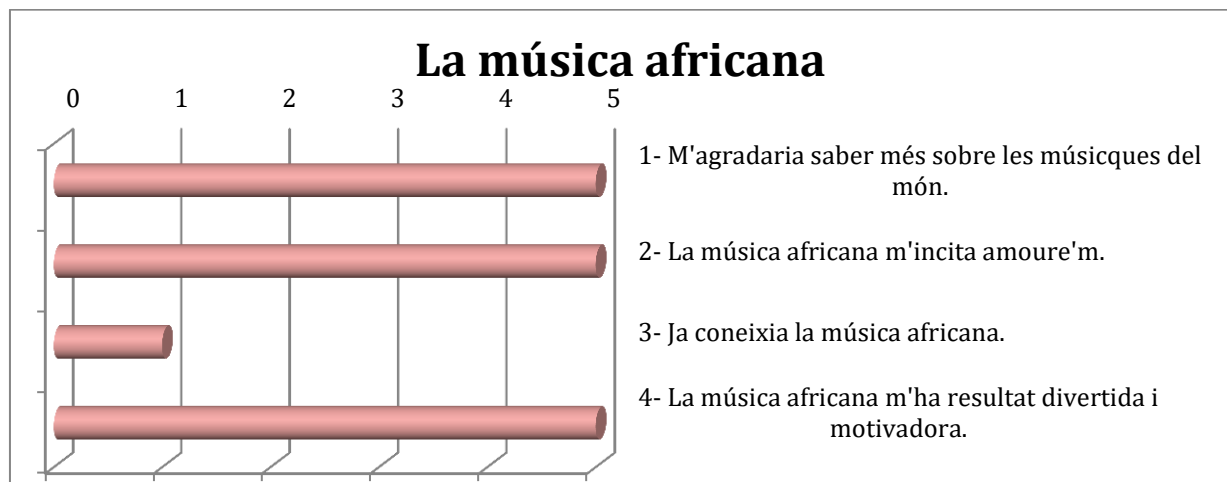 La música africana
0 1 2 3 4 5
1- M'agradaria saber més sobre les músicques del
món.
2- La música africana m'incita amoure'm.
3- Ja coneixia la música africana.
4- La música africana m'ha resultat divertida i
motivadora.